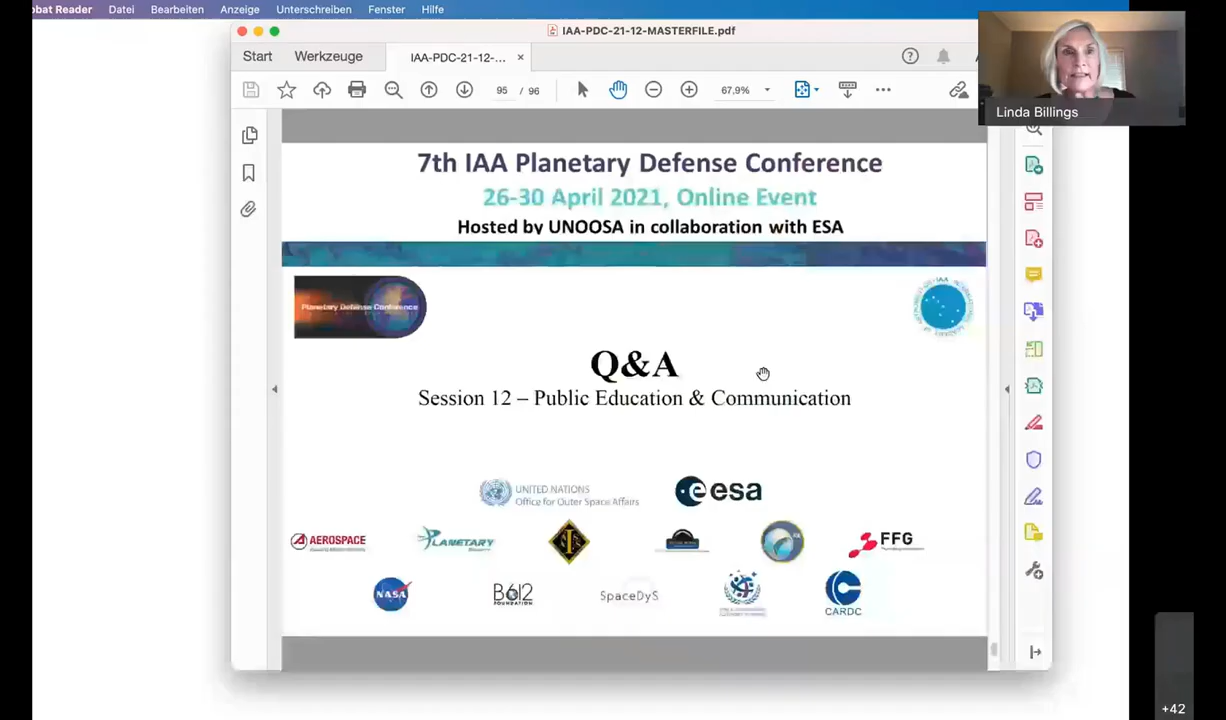 obat Reader Datei Bearbeiten Anzeige Unterschreiben Fenster Hilfe
IAA-PDC-21-12-MASTERFILE.pdf
Start Werkzeuge IAA-PDC-21-12-... ×
95 / 96 67,9%
Linda Billings
7th IAA Planetary Defense Conference
26-30 April 2021, Online Event
Hosted by UNOOSA in collaboration with ESA
Planetary Defense Conference
Q&A
Session 12 – Public Education & Communication
UNITED NATIONS
Office for Outer Space Affairs
esa
AEROSPACE
PLANETARY
FFG
NASA
B612
FOUNDATION
SpaceDyS
CARDC
+42